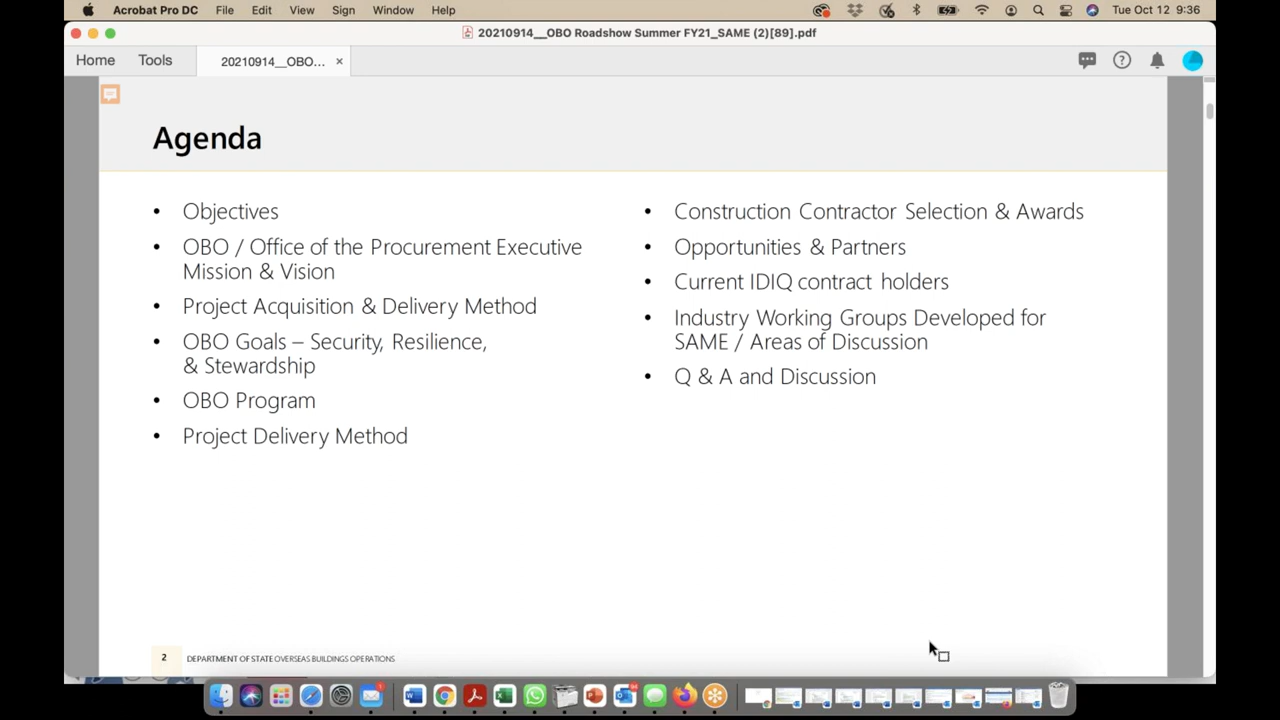 Acrobat Pro DC File Edit View Sign Window Help Tue Oct 12 9:36
20210914__OBO Roadshow Summer FY21_SAME (2)[89].pdf
Home Tools 20210914__OBO... ×
Agenda
• Objectives
• OBO / Office of the Procurement Executive
Mission & Vision
• Project Acquisition & Delivery Method
• OBO Goals – Security, Resilience,
& Stewardship
• OBO Program
• Project Delivery Method
• Construction Contractor Selection & Awards
• Opportunities & Partners
• Current IDIQ contract holders
• Industry Working Groups Developed for
SAME / Areas of Discussion
• Q & A and Discussion
2 DEPARTMENT OF STATE OVERSEAS BUILDINGS OPERATIONS